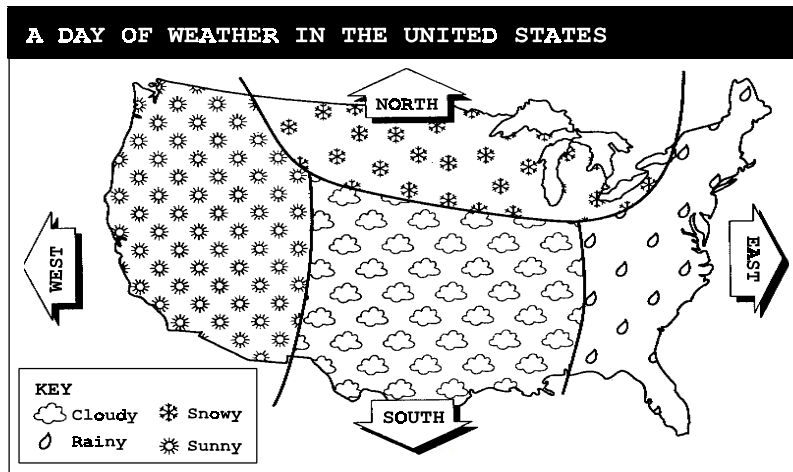 A DAY OF WEATHER IN THE UNITED STATES
NORTH
WEST
EAST
SOUTH
KEY
Cloudy
Snowy
Rainy
Sunny